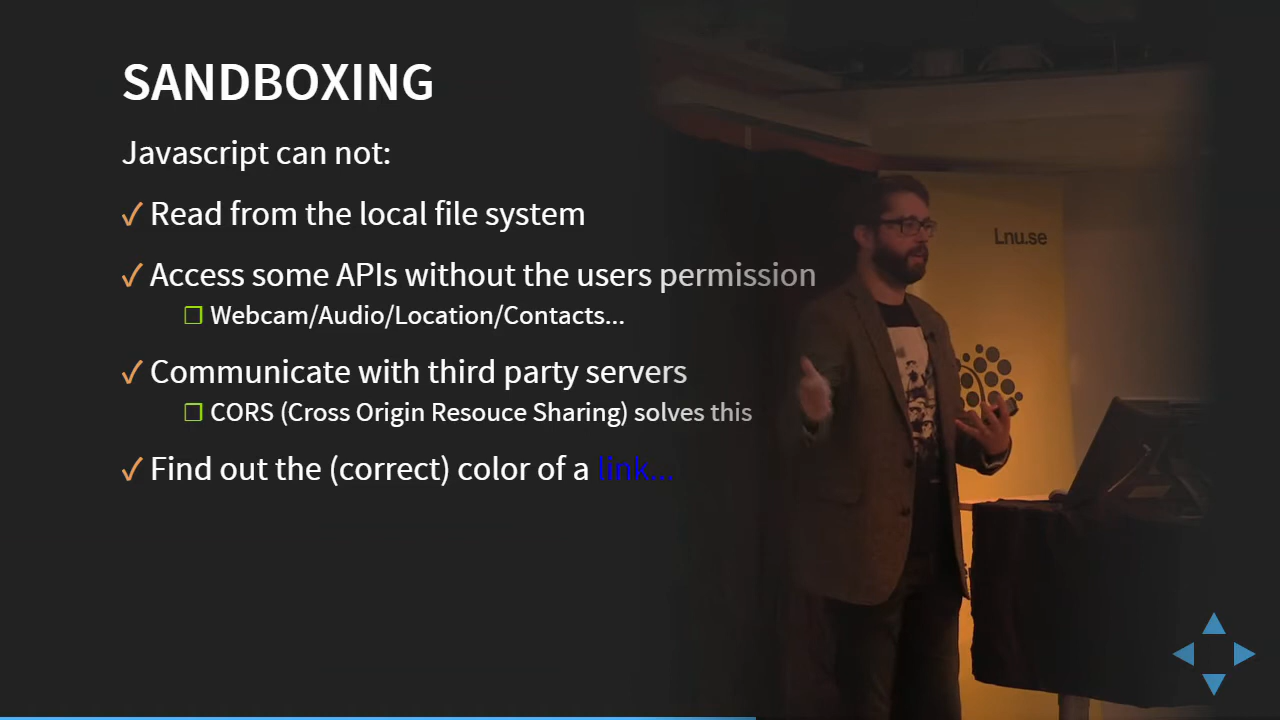 SANDBOXING
Javascript can not:
Read from the local file system
Access some APIs without the users permission
Webcam/Audio/Location/Contacts...
Communicate with third party servers
CORS (Cross Origin Resouce Sharing) solves this
Find out the (correct) color of a link...
Lnu.se